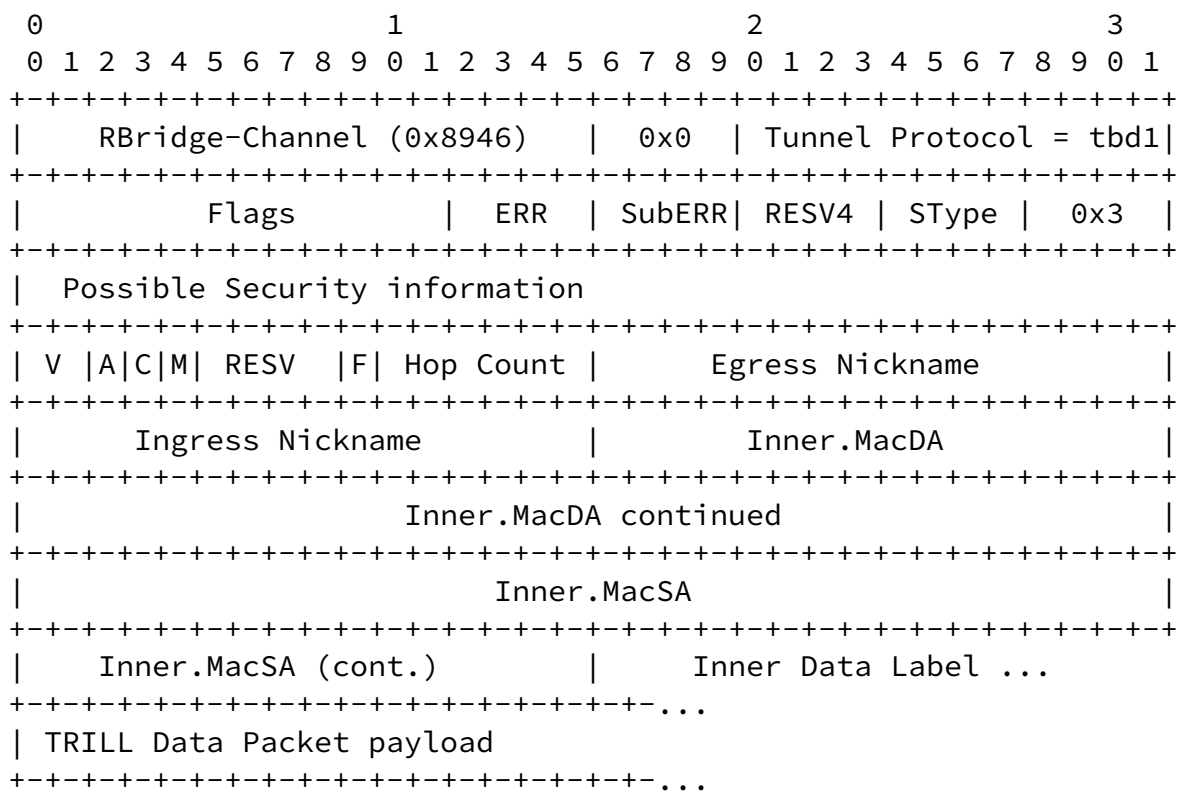 0                   1                   2                   3
 0 1 2 3 4 5 6 7 8 9 0 1 2 3 4 5 6 7 8 9 0 1 2 3 4 5 6 7 8 9 0 1
+-+-+-+-+-+-+-+-+-+-+-+-+-+-+-+-+-+-+-+-+-+-+-+-+-+-+-+-+-+-+-+-+
|    RBridge-Channel (0x8946)   |  0x0  | Tunnel Protocol = tbd1|
+-+-+-+-+-+-+-+-+-+-+-+-+-+-+-+-+-+-+-+-+-+-+-+-+-+-+-+-+-+-+-+-+
|          Flags        |  ERR  | SubERR| RESV4 | SType |  0x3  |
+-+-+-+-+-+-+-+-+-+-+-+-+-+-+-+-+-+-+-+-+-+-+-+-+-+-+-+-+-+-+-+-+
|  Possible Security information
+-+-+-+-+-+-+-+-+-+-+-+-+-+-+-+-+-+-+-+-+-+-+-+-+-+-+-+-+-+-+-+-+
| V |A|C|M| RESV  |F| Hop Count |      Egress Nickname          |
+-+-+-+-+-+-+-+-+-+-+-+-+-+-+-+-+-+-+-+-+-+-+-+-+-+-+-+-+-+-+-+-+
|      Ingress Nickname         |        Inner.MacDA            |
+-+-+-+-+-+-+-+-+-+-+-+-+-+-+-+-+-+-+-+-+-+-+-+-+-+-+-+-+-+-+-+-+
|                     Inner.MacDA continued                     |
+-+-+-+-+-+-+-+-+-+-+-+-+-+-+-+-+-+-+-+-+-+-+-+-+-+-+-+-+-+-+-+-+
|                          Inner.MacSA                          |
+-+-+-+-+-+-+-+-+-+-+-+-+-+-+-+-+-+-+-+-+-+-+-+-+-+-+-+-+-+-+-+-+
|    Inner.MacSA (cont.)        |     Inner Data Label ...
+-+-+-+-+-+-+-+-+-+-+-+-+-+-+-+-+-+-...
| TRILL Data Packet payload
+-+-+-+-+-+-+-+-+-+-+-+-+-+-+-+-+-+-...